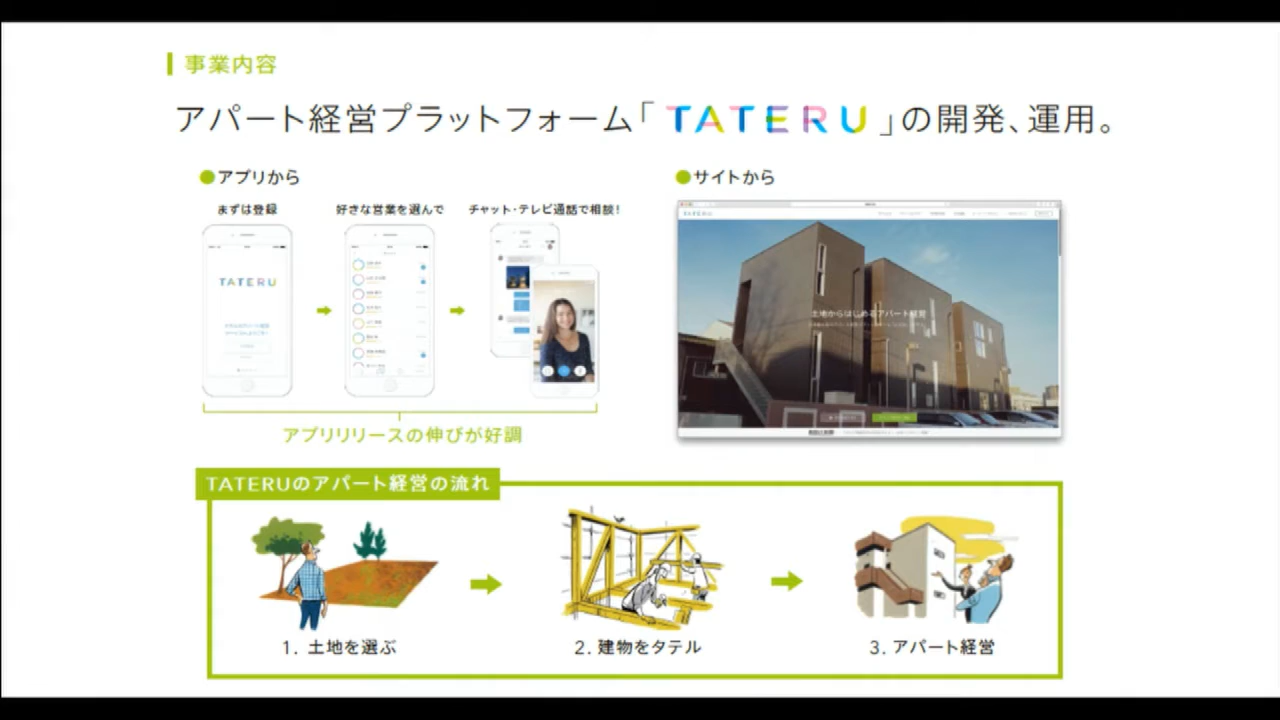 事業内容
アパート経営プラットフォーム「TATERU」の開発、運用。
●アプリから
まずは登録
好きな営業を選んで
チャット・テレビ通話で相談!
TATERU
アプリリリースの伸びが好調
●サイトから
土地からはじめるアパート経営
TATERUのアパート経営の流れ
1. 土地を選ぶ
2. 建物をタテル
3. アパート経営